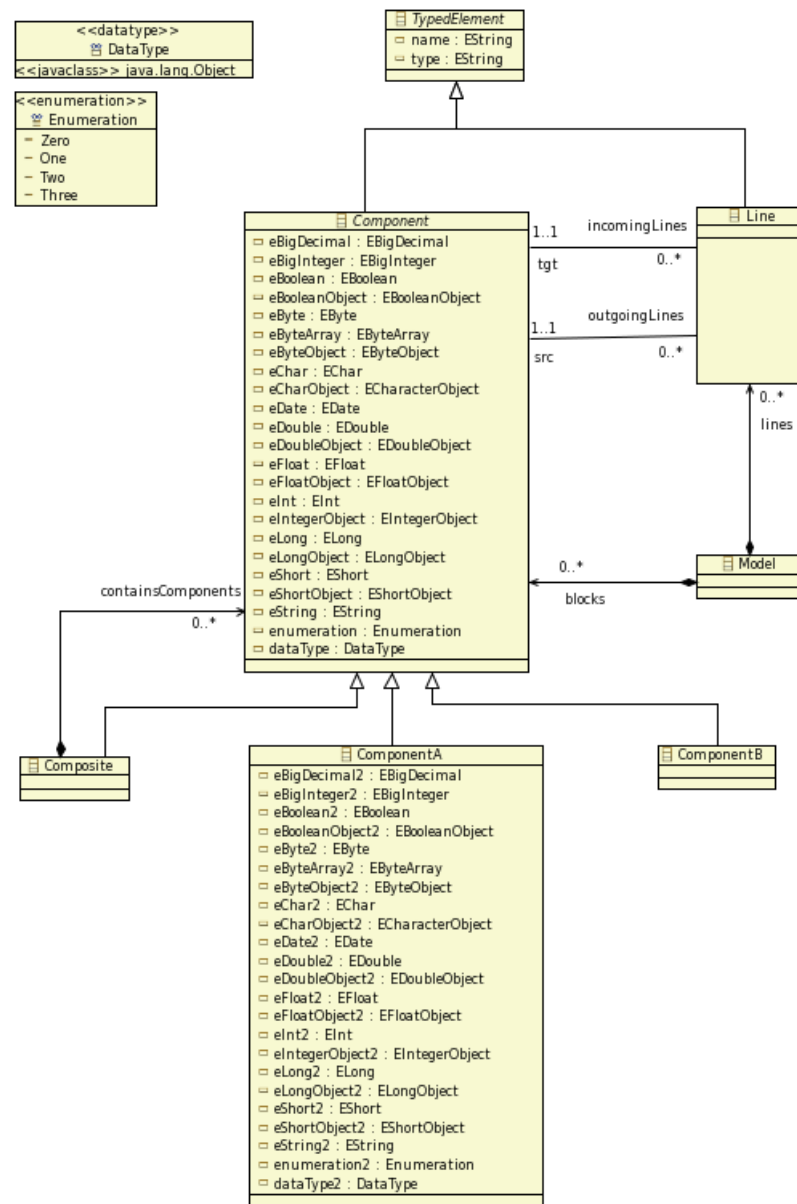 <<datatype>>
DataType
<<javaclass>> java.lang.Object
<<enumeration>>
Enumeration
Zero
One
Two
Three
TypedElement
name : EString
type : EString
Component
eBigDecimal : EBigDecimal
eBigInteger : EBigInteger
eBoolean : EBoolean
eBooleanObject : EBooleanObject
eByte : EByte
eByteArray : EByteArray
eByteObject : EByteObject
eChar : EChar
eCharObject : ECharacterObject
eDate : EDate
eDouble : EDouble
eDoubleObject : EDoubleObject
eFloat : EFloat
eFloatObject : EFloatObject
eInt : EInt
eIntegerObject : EIntegerObject
eLong : ELong
eLongObject : ELongObject
eShort : EShort
eShortObject : EShortObject
eString : EString
enumeration : Enumeration
dataType : DataType
1..1
incomingLines
tgt
0..*
1..1
outgoingLines
src
0..*
Line
0..*
lines
Model
0..*
blocks
containsComponents
0..*
Composite
ComponentA
eBigDecimal2 : EBigDecimal
eBigInteger2 : EBigInteger
eBoolean2 : EBoolean
eBooleanObject2 : EBooleanObject
eByte2 : EByte
eByteArray2 : EByteArray
eByteObject2 : EByteObject
eChar2 : EChar
eCharObject2 : ECharacterObject
eDate2 : EDate
eDouble2 : EDouble
eDoubleObject2 : EDoubleObject
eFloat2 : EFloat
eFloatObject2 : EFloatObject
eInt2 : EInt
eIntegerObject2 : EIntegerObject
eLong2 : ELong
eLongObject2 : ELongObject
eShort2 : EShort
eShortObject2 : EShortObject
eString2 : EString
enumeration2 : Enumeration
dataType2 : DataType
ComponentB